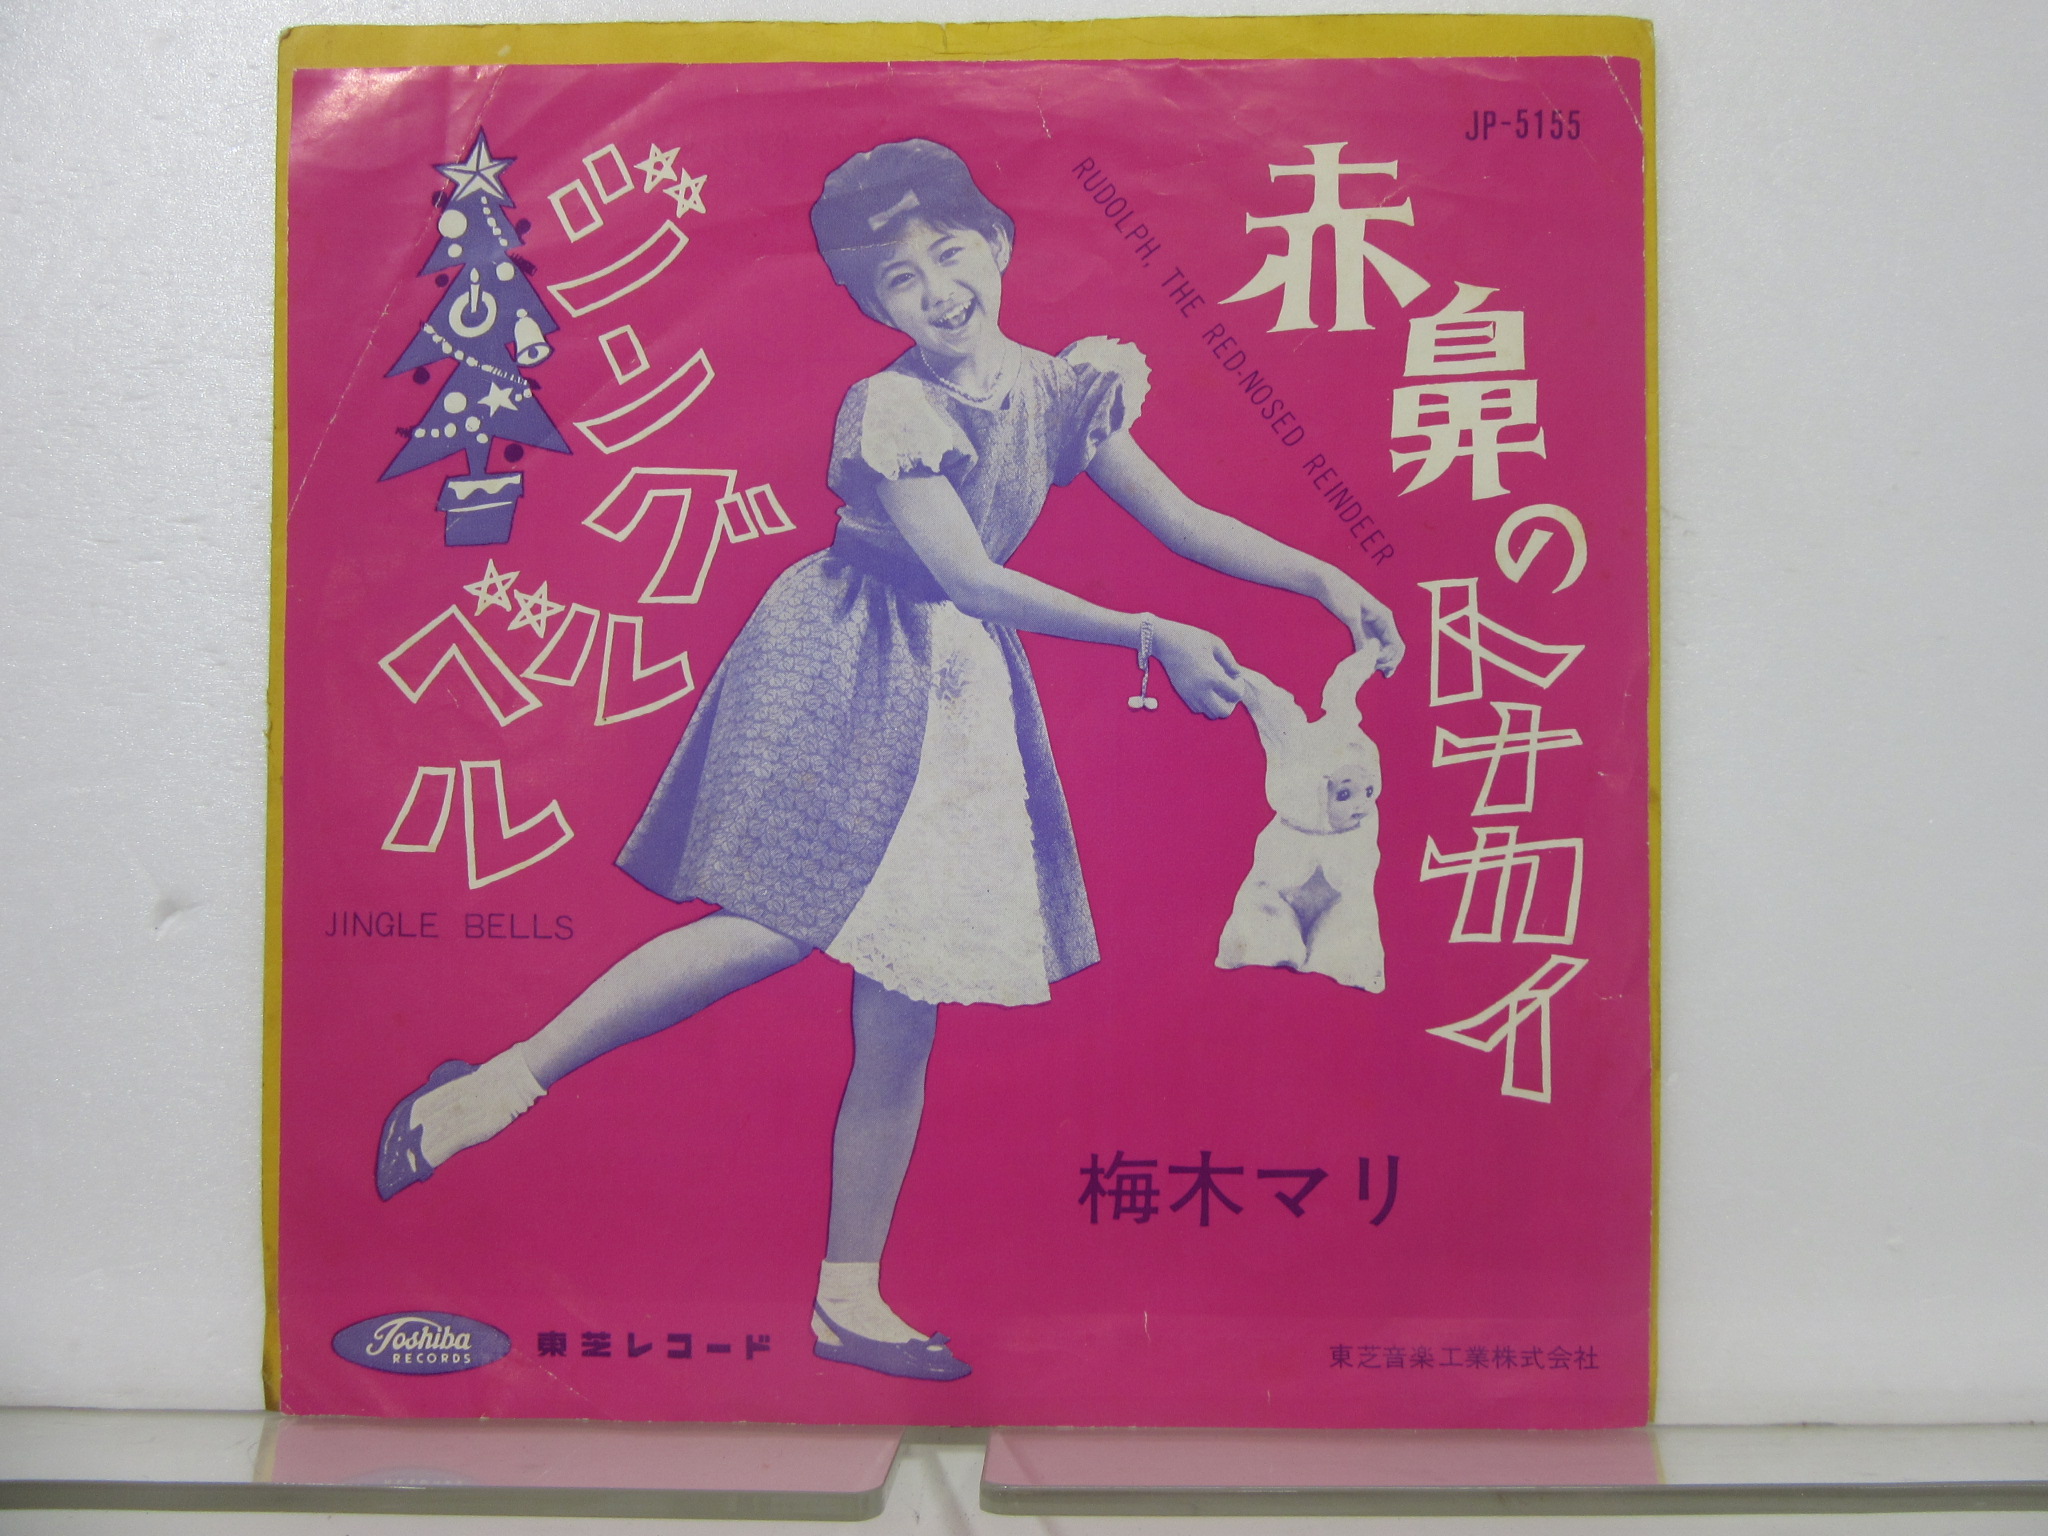 JP-5155
赤鼻のトナカイ
RUDOLPH, THE RED-NOSED REINDEER
ジングルベル
JINGLE BELLS
梅木マリ
Toshiba
RECORDS
東芝レコード
東芝音楽工業株式会社